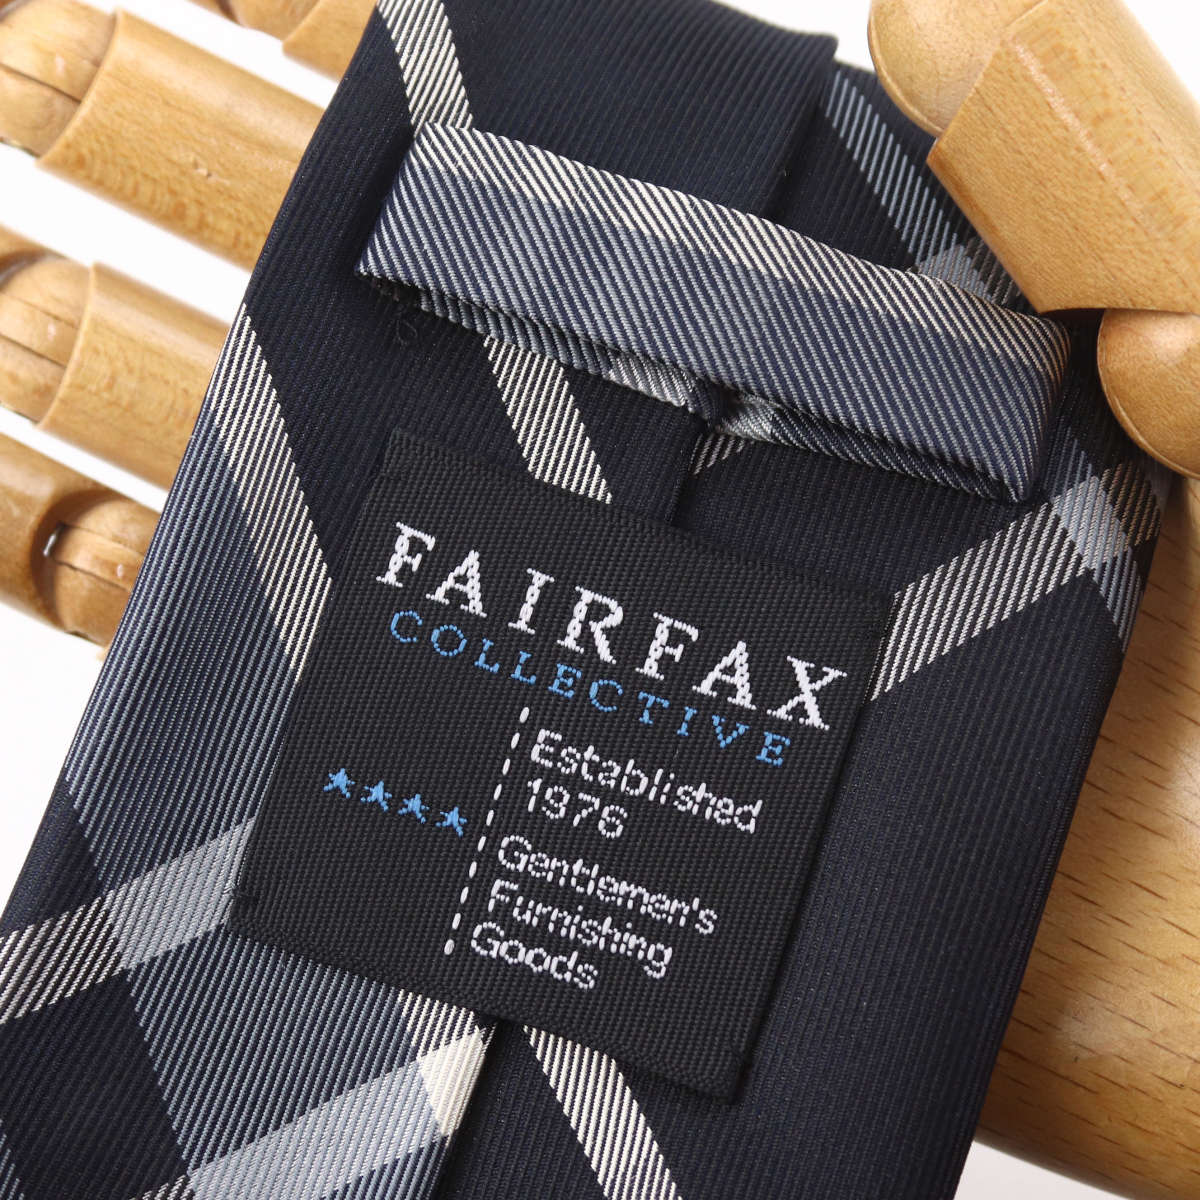 FAIRFAX
COLLECTIVE
Established
1976
Gentlemen's
Furnishing
Goods